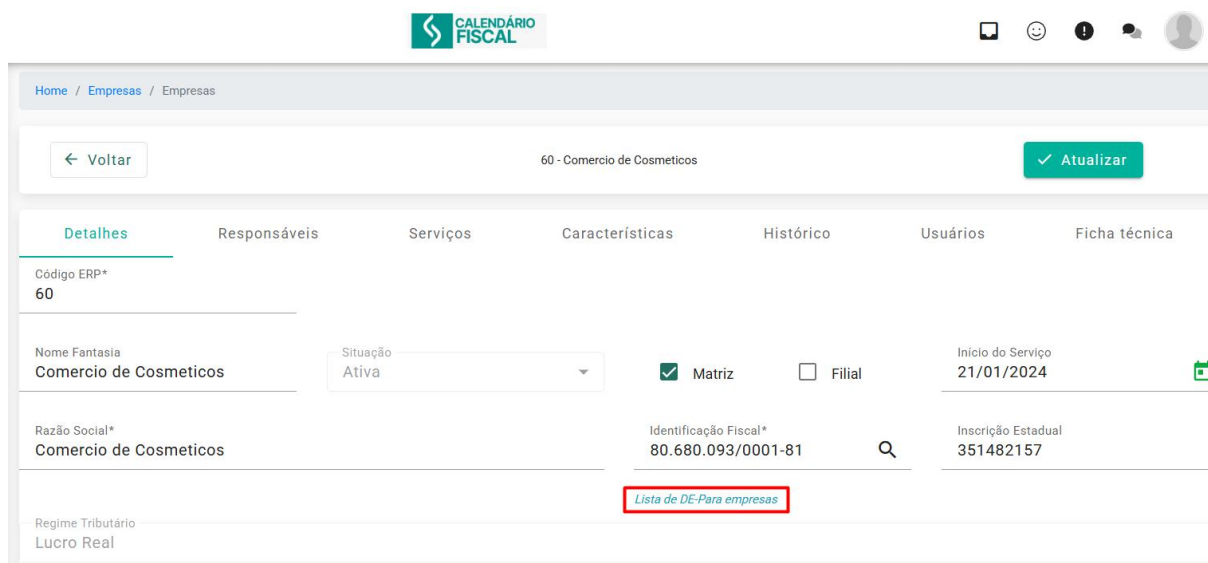 CALENDÁRIO
FISCAL
Home / Empresas / Empresas
Voltar
60 - Comercio de Cosmeticos
Atualizar
Detalhes Responsáveis Serviços Características Histórico Usuários Ficha técnica
Código ERP*
60
Nome Fantasia
Comercio de Cosmeticos
Situação
Ativa
Matriz
Filial
Início do Serviço
21/01/2024
Razão Social*
Comercio de Cosmeticos
Identificação Fiscal*
80.680.093/0001-81
Inscrição Estadual
351482157
Lista de DE-Para empresas
Regime Tributário
Lucro Real